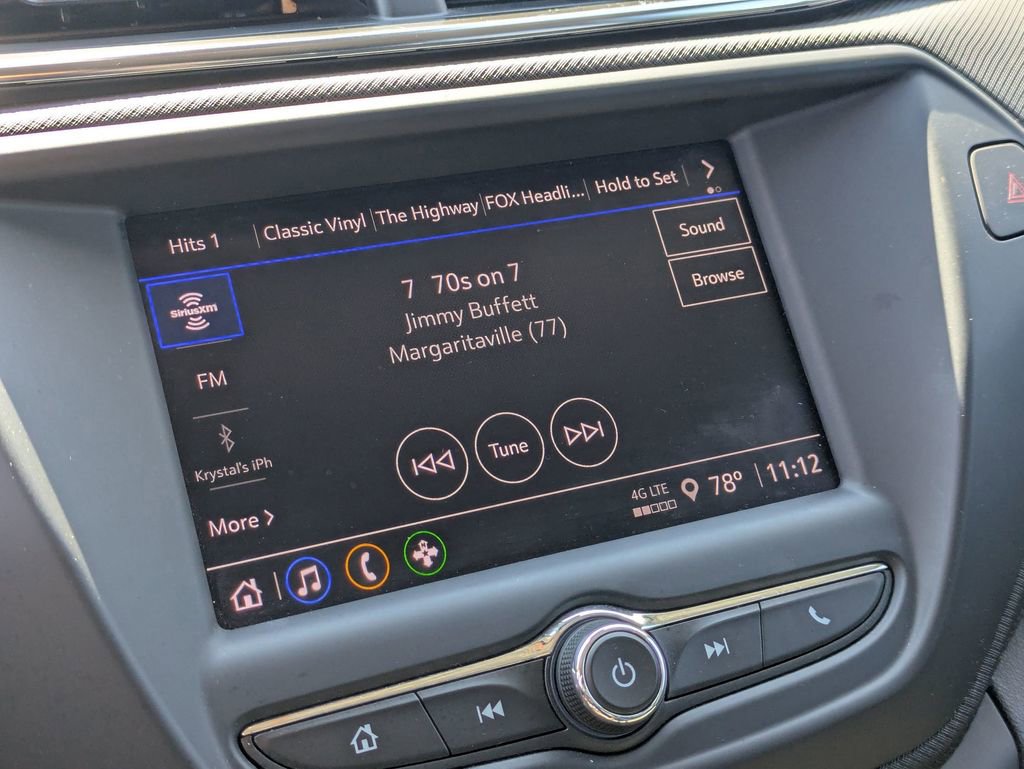 Hits 1
Classic Vinyl
The Highway
FOX Headli...
Hold to Set
SiriusXM
7 70s on 7
Jimmy Buffett
Margaritaville (77)
Sound
Browse
FM
Krystal's iPh
More
Tune
4G LTE
78°
11:12